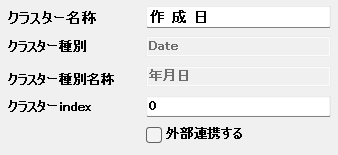 クラスター名称 作成日
クラスター種別 Date
クラスター種別名称 年月日
クラスターindex 0
外部連携する